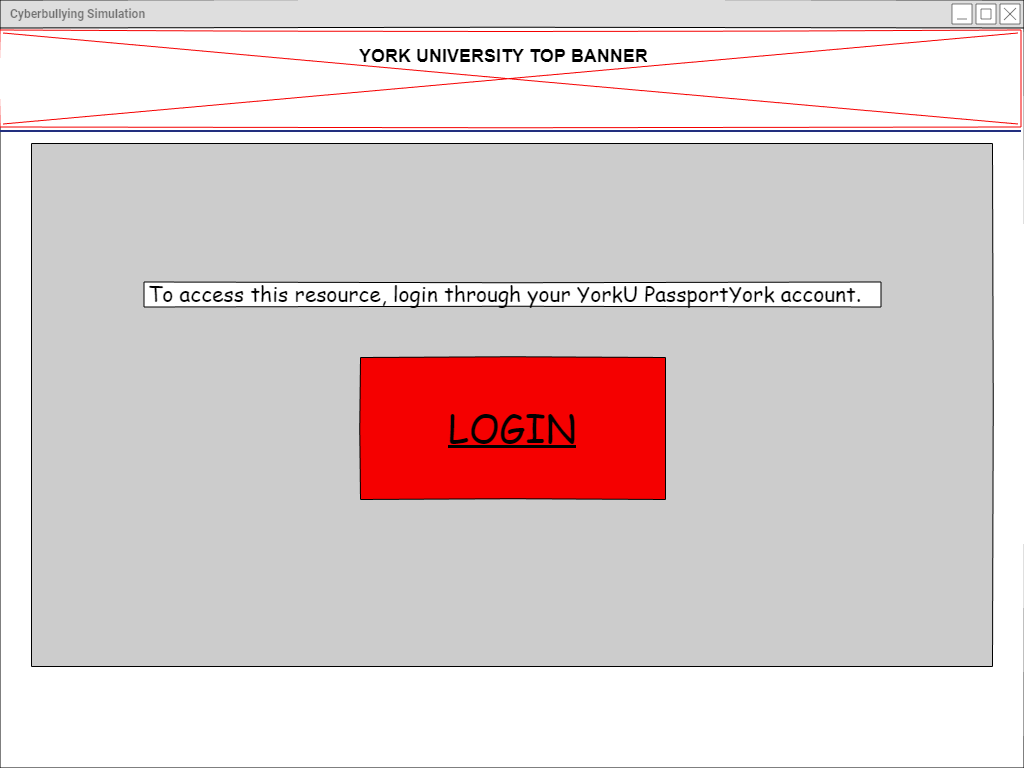 Cyberbullying Simulation
YORK UNIVERSITY TOP BANNER
To access this resource, login through your YorkU PassportYork account.
LOGIN